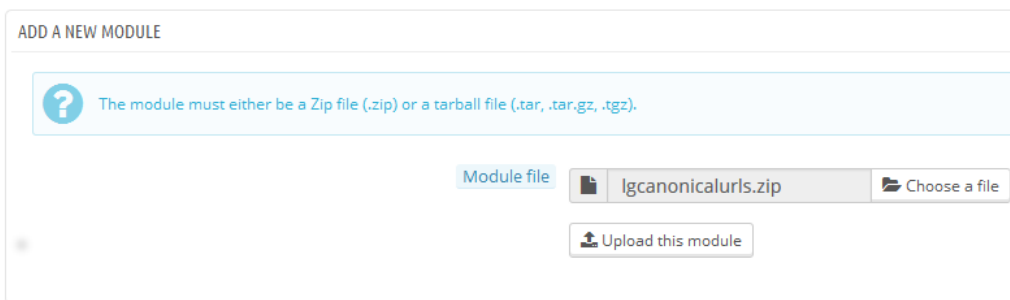 ADD A NEW MODULE
The module must either be a Zip file (.zip) or a tarball file (.tar, .tar.gz, .tgz).
Module file lgcanonicalurls.zip Choose a file
Upload this module